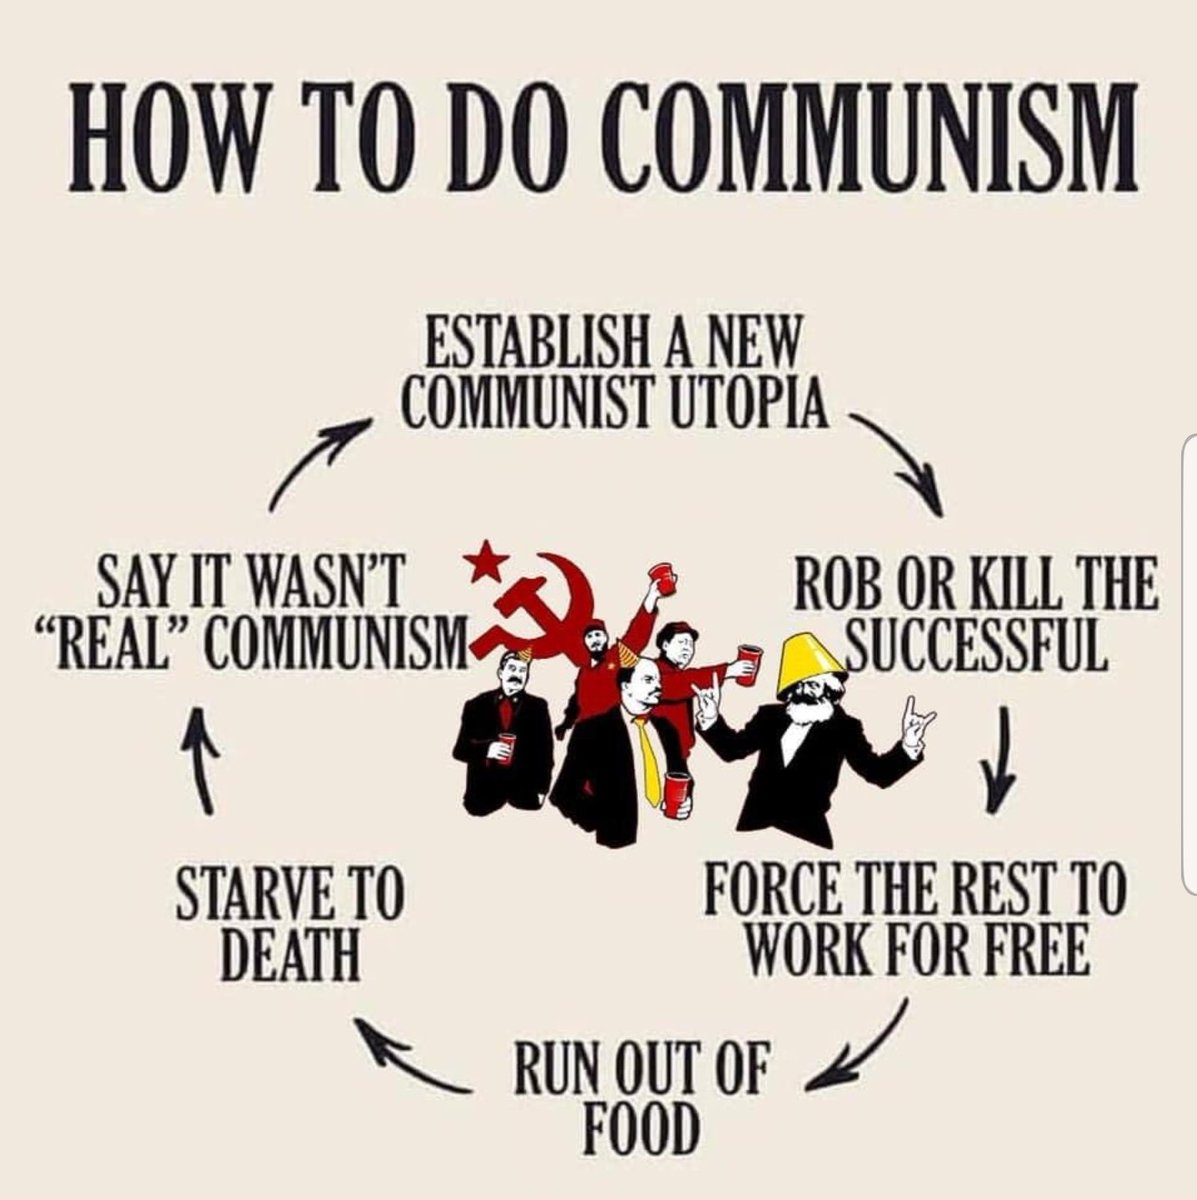 HOW TO DO COMMUNISM
ESTABLISH A NEW
COMMUNIST UTOPIA
ROB OR KILL THE
SUCCESSFUL
FORCE THE REST TO
WORK FOR FREE
RUN OUT OF
FOOD
STARVE TO
DEATH
SAY IT WASN'T
“REAL” COMMUNISM